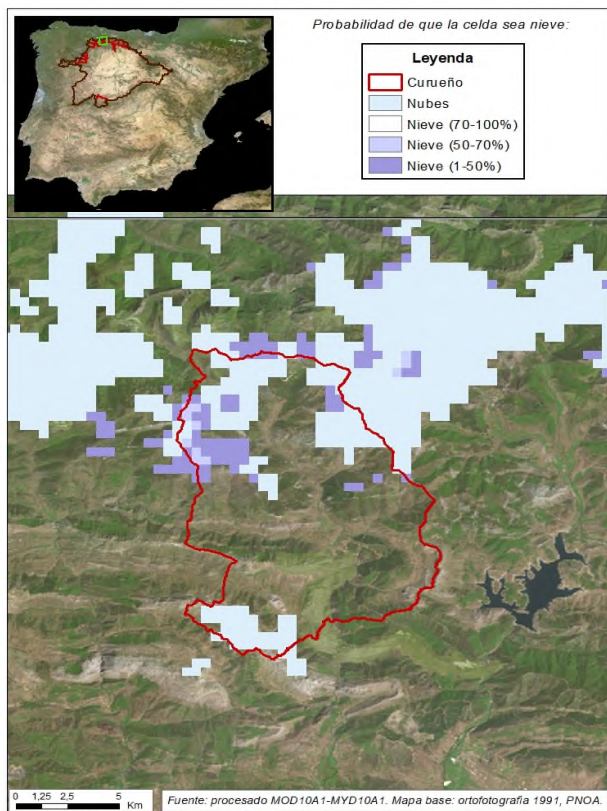 Probabilidad de que la celda sea nieve:
Leyenda
Curueño
Nubes
Nieve (70-100%)
Nieve (50-70%)
Nieve (1-50%)
0 1,25 2,5 5
Km
Fuente: procesado MOD10A1-MYD10A1. Mapa base: ortofotografía 1991, PNOA